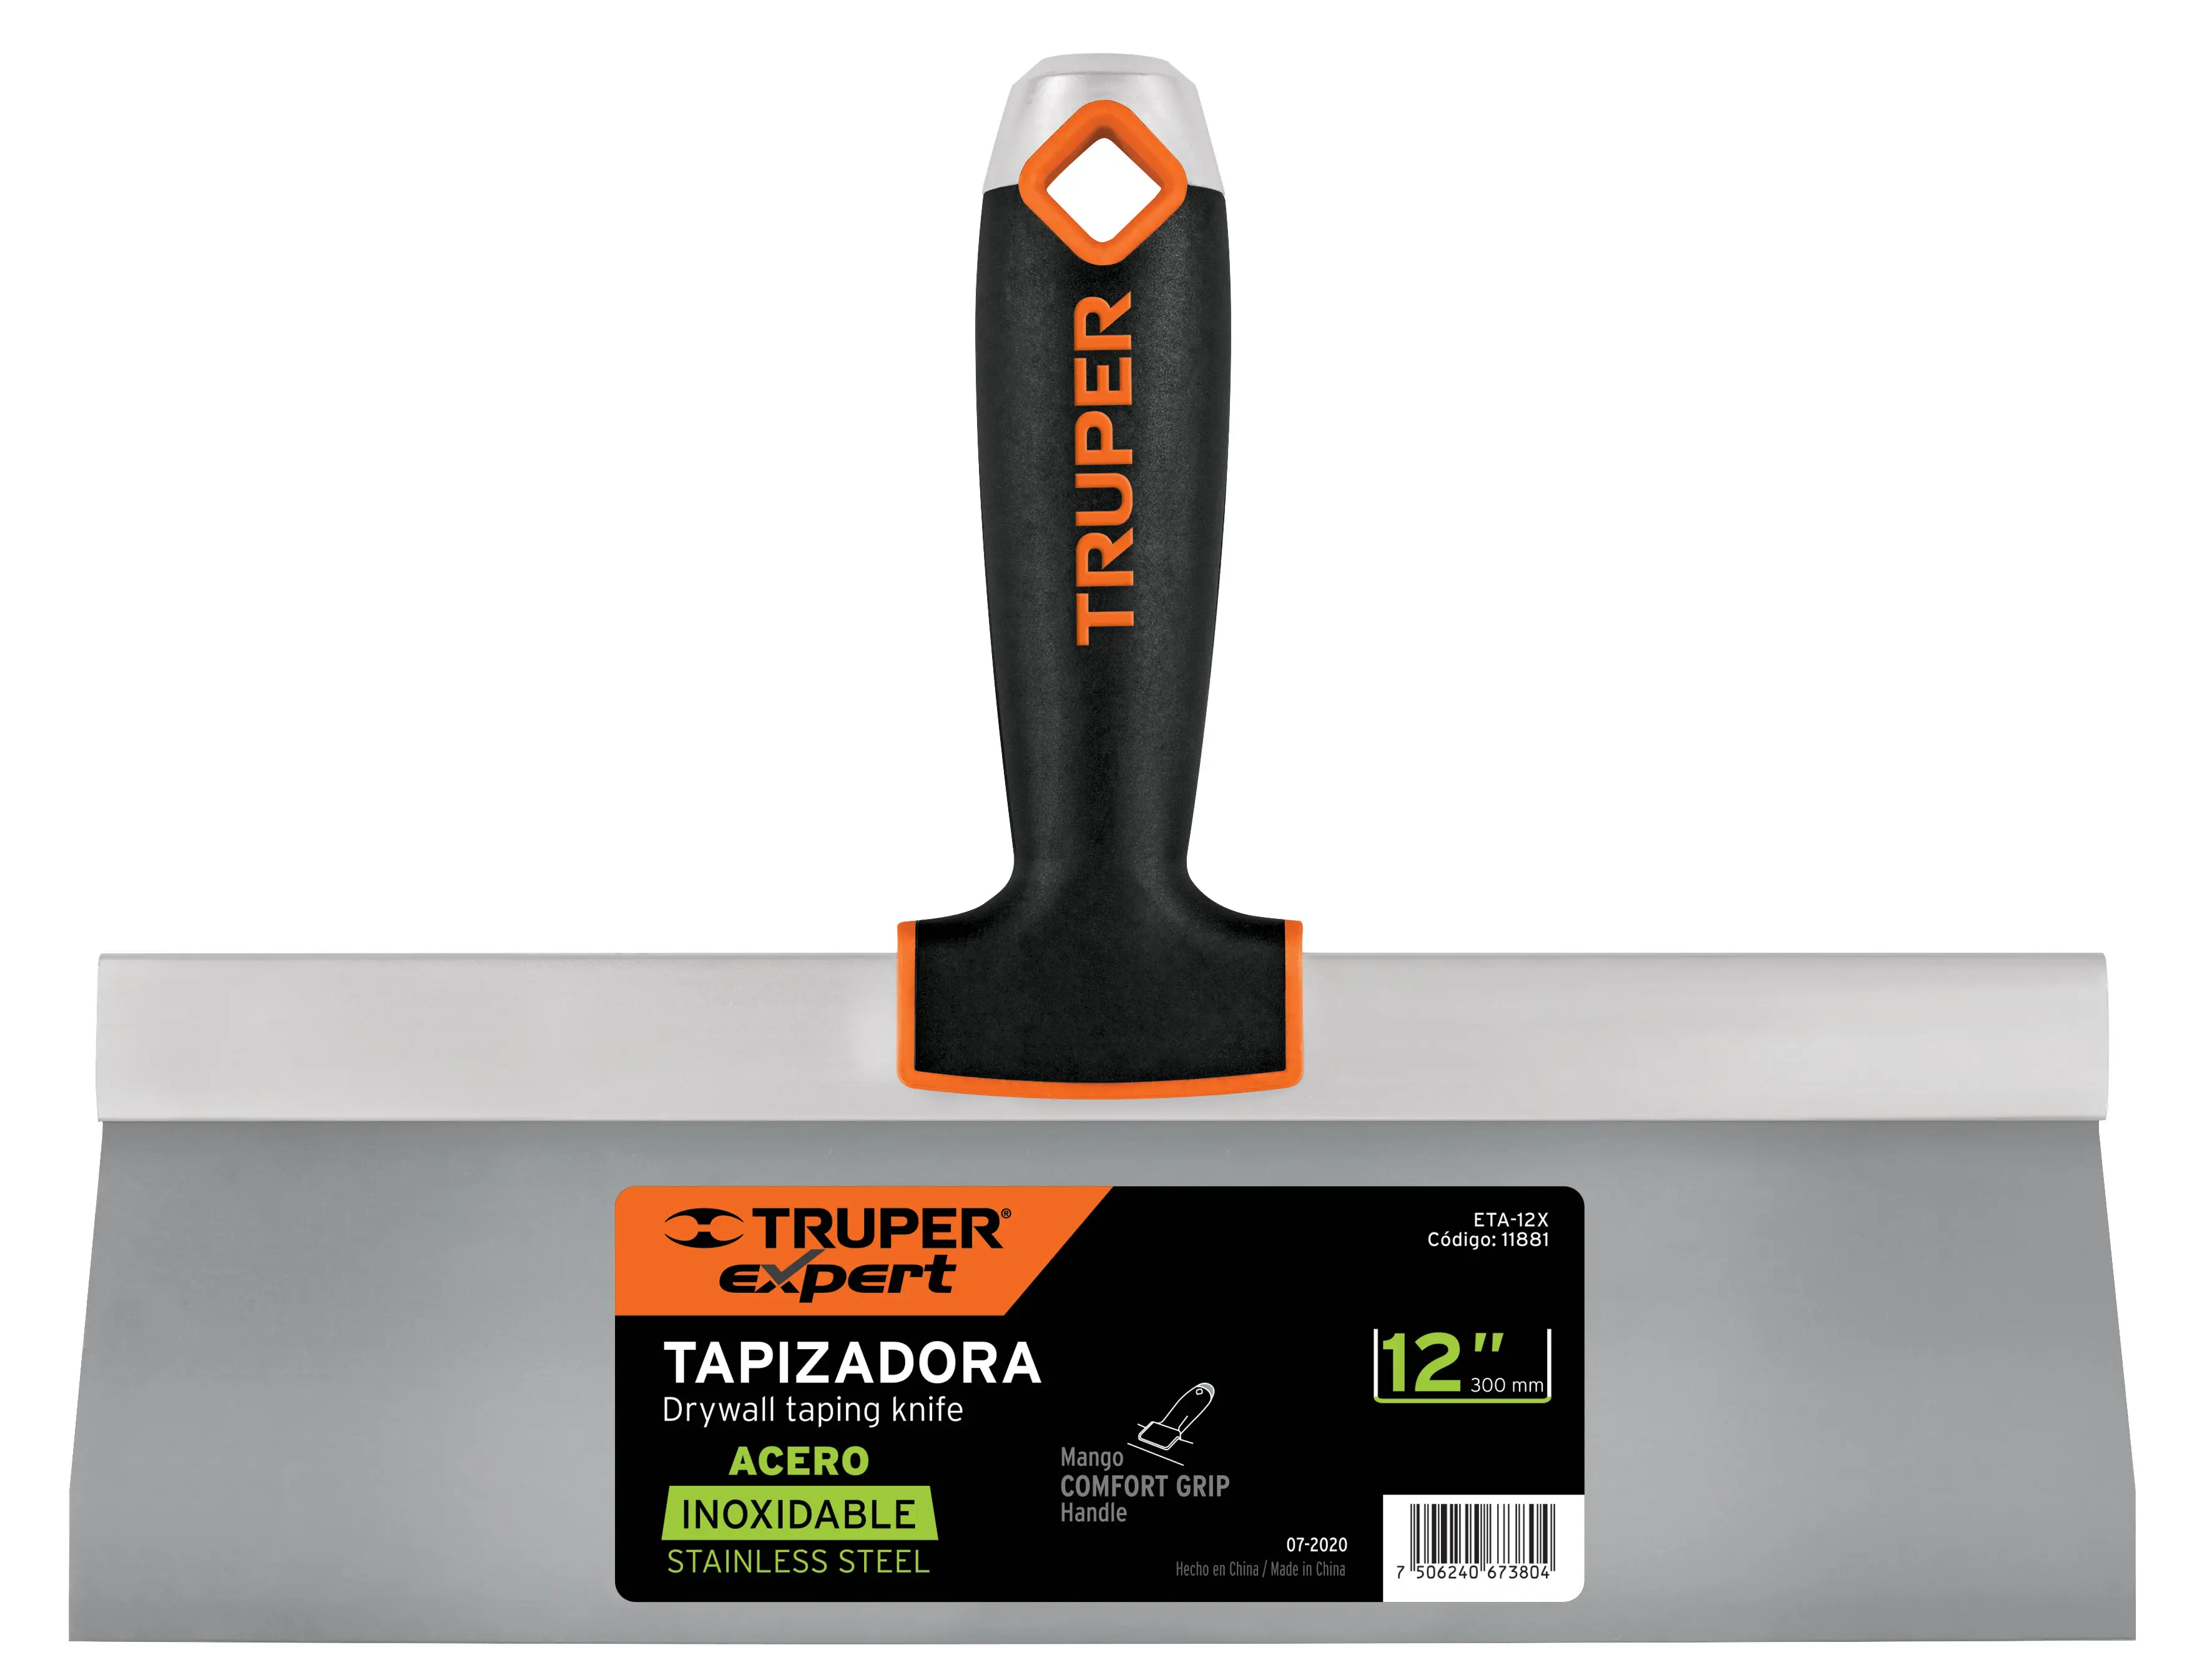 TRUPER
TRUPER®
expert
ETA-12X
Código: 11881
TAPIZADORA
Drywall taping knife
12"
300 mm
ACERO
INOXIDABLE
STAINLESS STEEL
Mango
COMFORT GRIP
Handle
07-2020
Hecho en China / Made in China
7 506240 673804